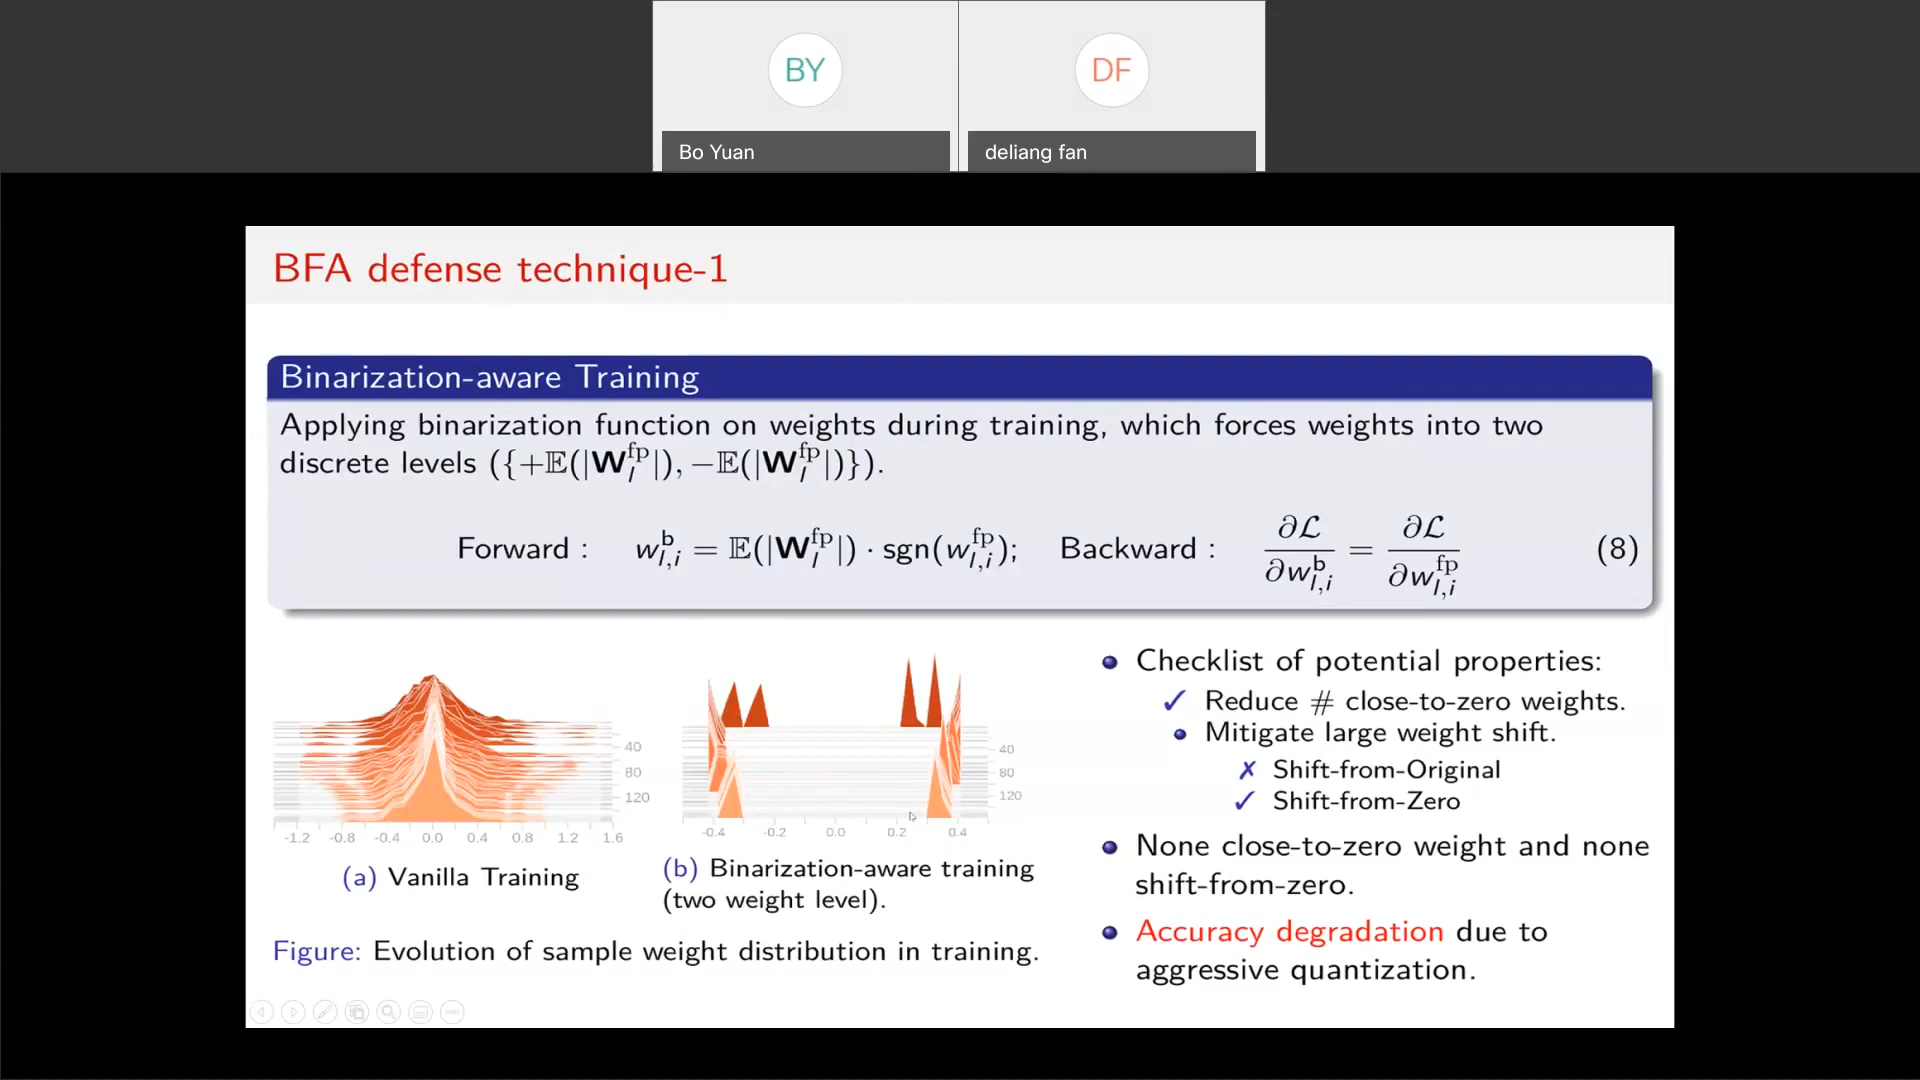 BY
DF
Bo Yuan
deliang fan
BFA defense technique-1
Binarization-aware Training
Applying binarization function on weights during training, which forces weights into two
discrete levels ({+𝔼(|W_l^fp|), −𝔼(|W_l^fp|)}).
Forward : w_{l,i}^b = 𝔼(|W_l^fp|) · sgn(w_{l,i}^fp); Backward : ∂ℒ/∂w_{l,i}^b = ∂ℒ/∂w_{l,i}^fp (8)
40
80
120
-1.2 -0.8 -0.4 0.0 0.4 0.8 1.2 1.6
(a) Vanilla Training
40
80
120
-0.4 -0.2 0.0 0.2 0.4
(b) Binarization-aware training
(two weight level).
Figure: Evolution of sample weight distribution in training.
Checklist of potential properties:
✓ Reduce # close-to-zero weights.
Mitigate large weight shift.
✗ Shift-from-Original
✓ Shift-from-Zero
None close-to-zero weight and none
shift-from-zero.
Accuracy degradation due to
aggressive quantization.